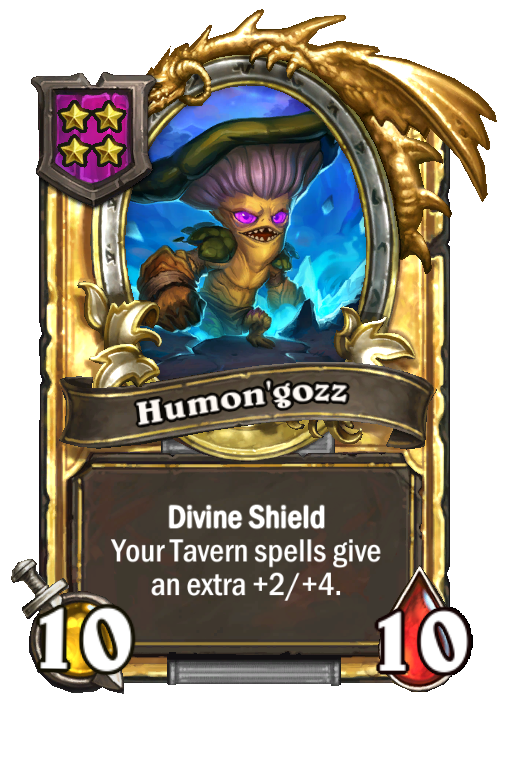 Humon'gozz
Divine Shield
Your Tavern spells give
an extra +2/+4.
10
10